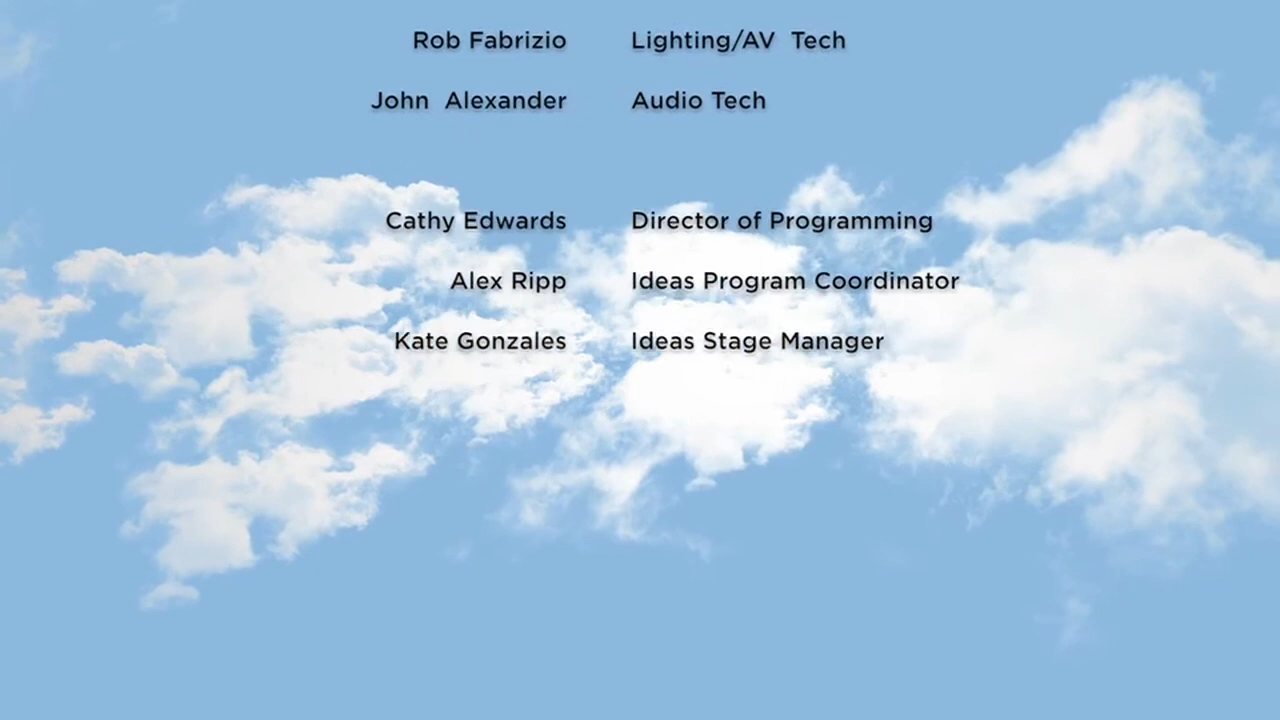 Rob Fabrizio Lighting/AV Tech
John Alexander Audio Tech
Cathy Edwards Director of Programming
Alex Ripp Ideas Program Coordinator
Kate Gonzales Ideas Stage Manager